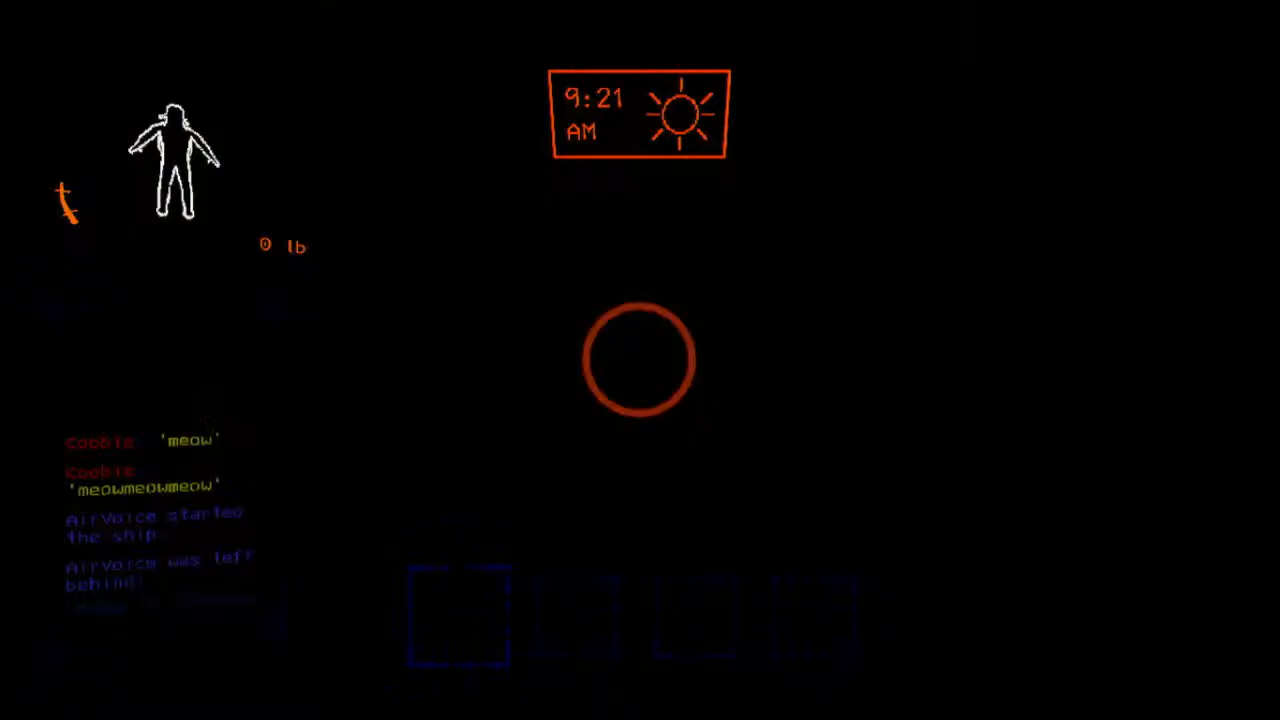 9:21
AM
0 lb
Coobie: 'meow'
Coobie:
'meowmeowmeow'
AirVoice started
the ship.
AirVoice was left
behind.